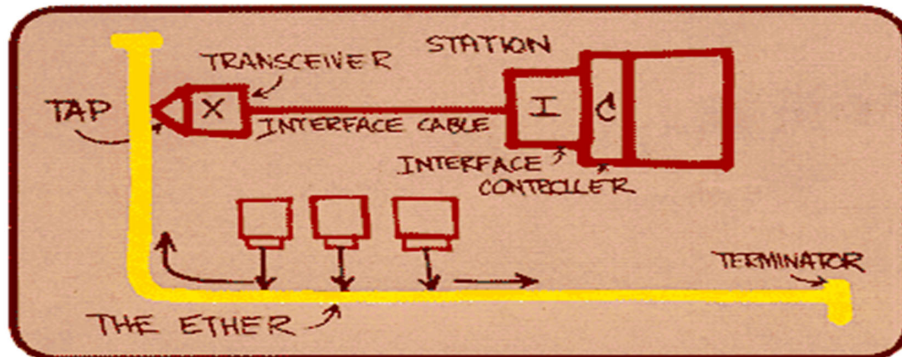 STATION
TRANSCEIVER
TAP
X
I
C
INTERFACE CABLE
INTERFACE
CONTROLLER
TERMINATOR
THE ETHER